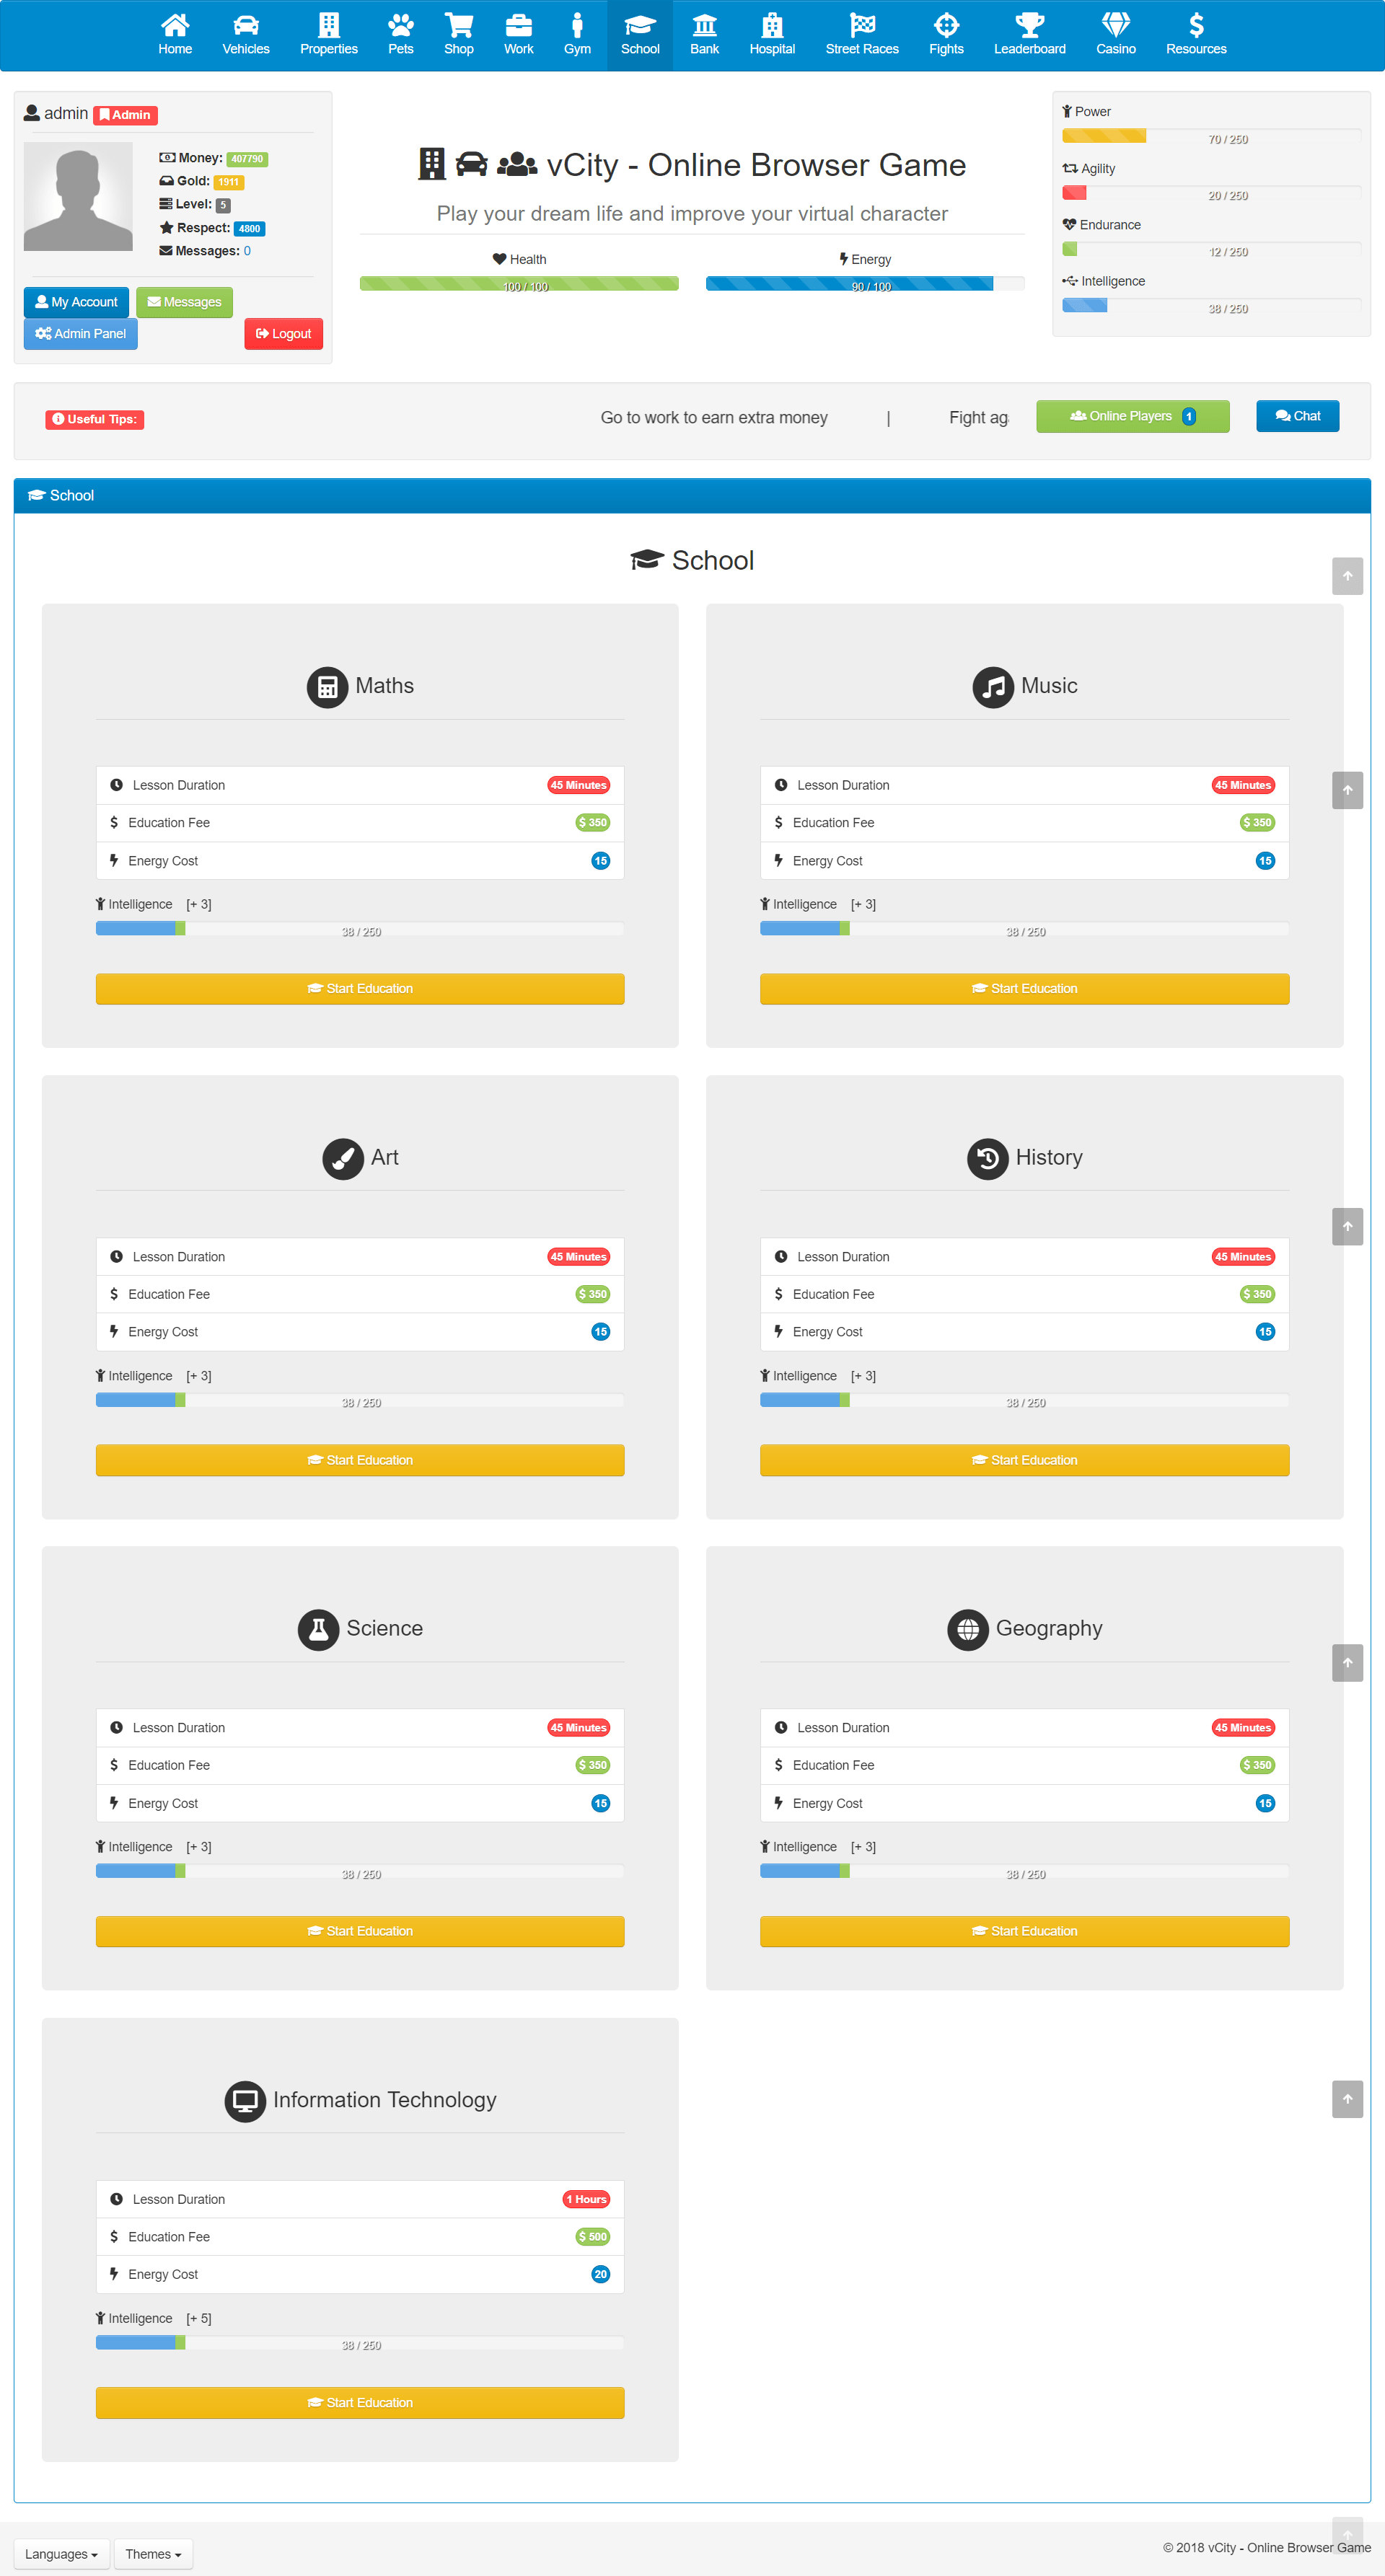 Home Vehicles Properties Pets Shop Work Gym School Bank Hospital Street Races Fights Leaderboard Casino Resources
admin Admin
Money: 407790
Gold: 1911
Level: 5
Respect: 4800
Messages: 0
My Account Messages
Admin Panel Logout
vCity - Online Browser Game
Play your dream life and improve your virtual character
Health Energy
100 / 100 90 / 100
Power
70 / 250
Agility
20 / 250
Endurance
12 / 250
Intelligence
38 / 250
Useful Tips: Go to work to earn extra money | Fight ag Online Players 1 Chat
School
School
Maths
Lesson Duration 45 Minutes
$ Education Fee $ 350
Energy Cost 15
Intelligence [+ 3]
38 / 250
Start Education
Music
Lesson Duration 45 Minutes
$ Education Fee $ 350
Energy Cost 15
Intelligence [+ 3]
38 / 250
Start Education
Art
Lesson Duration 45 Minutes
$ Education Fee $ 350
Energy Cost 15
Intelligence [+ 3]
38 / 250
Start Education
History
Lesson Duration 45 Minutes
$ Education Fee $ 350
Energy Cost 15
Intelligence [+ 3]
38 / 250
Start Education
Science
Lesson Duration 45 Minutes
$ Education Fee $ 350
Energy Cost 15
Intelligence [+ 3]
38 / 250
Start Education
Geography
Lesson Duration 45 Minutes
$ Education Fee $ 350
Energy Cost 15
Intelligence [+ 3]
38 / 250
Start Education
Information Technology
Lesson Duration 1 Hours
$ Education Fee $ 500
Energy Cost 20
Intelligence [+ 5]
38 / 250
Start Education
Languages Themes
© 2018 vCity - Online Browser Game